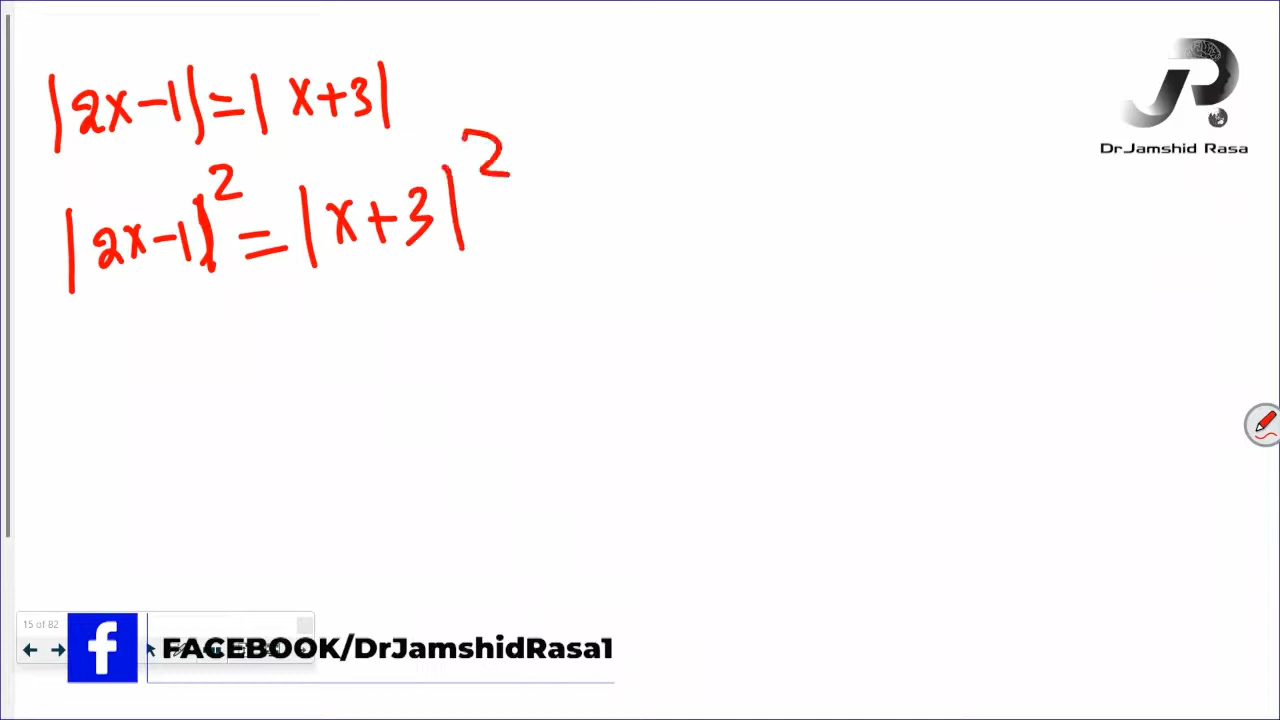 |2x-1|=|x+3|
|2x-1|²=|x+3|²
DrJamshid Rasa
15 of 82
FACEBOOK/DrJamshidRasa1